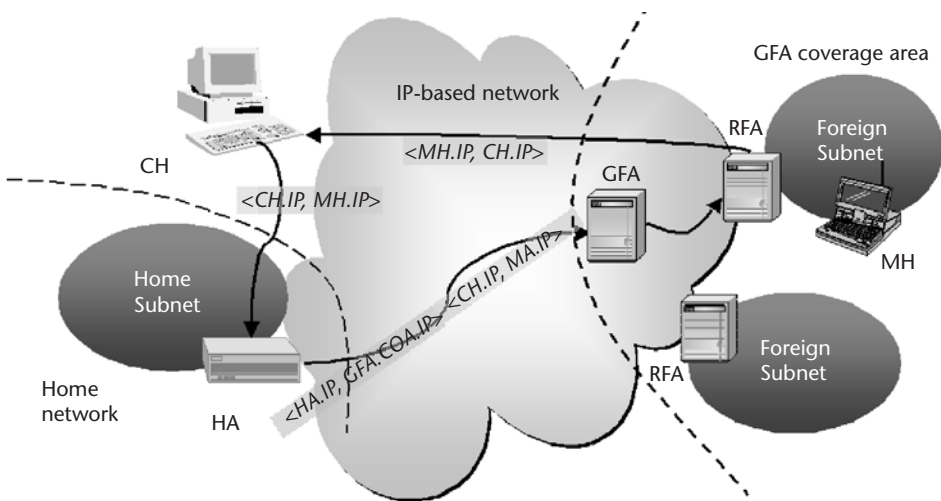 GFA coverage area
IP-based network
RFA
Foreign
Subnet
<MH.IP, CH.IP>
CH
GFA
<CH.IP, MH.IP>
MH
<HA.IP, GFA.COA.IP> <CH.IP, MA.IP>
Home
Subnet
Foreign
Subnet
RFA
Home
network
HA